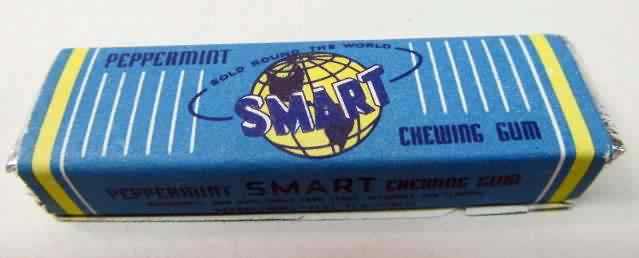 PEPPERMINT
SOLD ROUND THE WORLD
SMART
CHEWING GUM
PEPPERMINT SMART CHEWING GUM